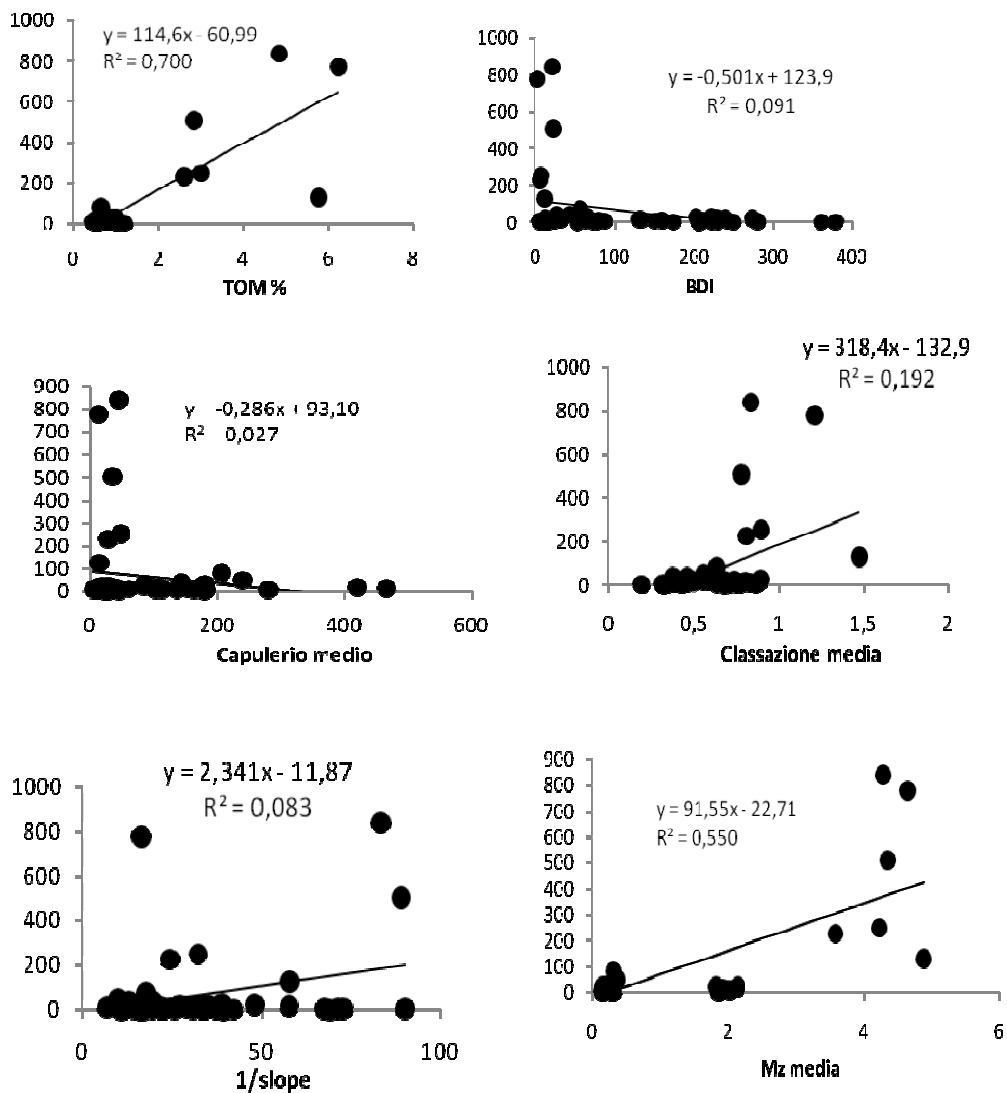 1000
800
600
400
200
0
0 2 4 6 8
y = 114,6x - 60,99
R² = 0,700
TOM %
1000
800
600
400
200
0
0 100 200 300 400
y = -0,501x + 123,9
R² = 0,091
BDI
900
800
700
600
500
400
300
200
100
0
0 200 400 600
y -0,286x + 93,10
R² 0,027
Capulerio medio
1000
800
600
400
200
0
0 0,5 1 1,5 2
y = 318,4x - 132,9
R² = 0,192
Classazione media
1000
800
600
400
200
0
0 50 100
y = 2,341x - 11,87
R² = 0,083
1/slope
900
800
700
600
500
400
300
200
100
0
0 2 4 6
y = 91,55x - 22,71
R² = 0,550
Mz media